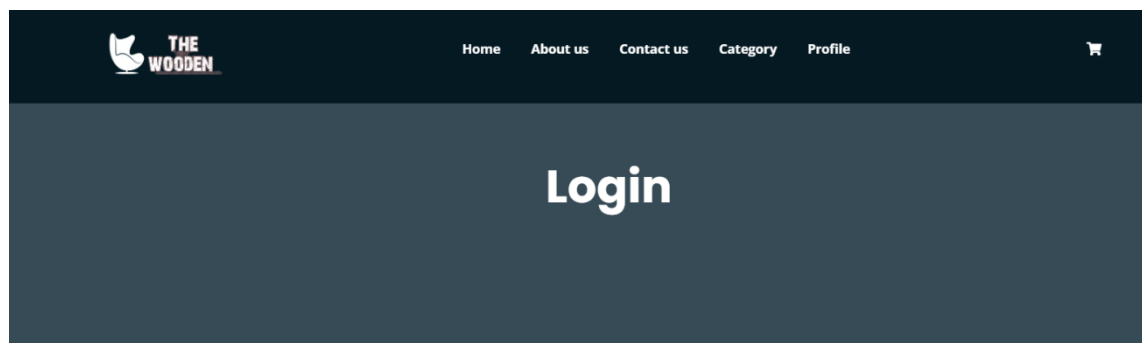 THE
WOODEN
Home About us Contact us Category Profile
Login